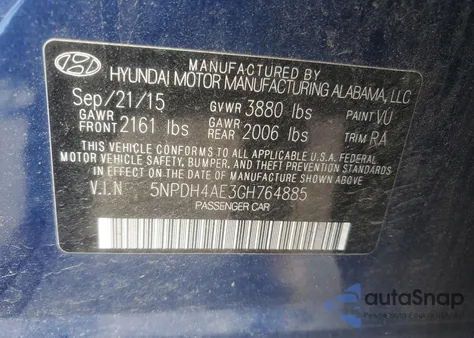 MANUFACTURED BY
HYUNDAI MOTOR MANUFACTURING ALABAMA, LLC
Sep/21/15 GVWR 3880 lbs PAINT VU
GAWR FRONT 2161 lbs GAWR REAR 2006 lbs TRIM RA
THIS VEHICLE CONFORMS TO ALL APPLICABLE U.S.A. FEDERAL
MOTOR VEHICLE SAFETY, BUMPER, AND THEFT PREVENTION STANDARDS
IN EFFECT ON THE DATE OF MANUFACTURE SHOWN ABOVE.
V.I.N 5NPDH4AE3GH764885
PASSENGER CAR
autoSnap